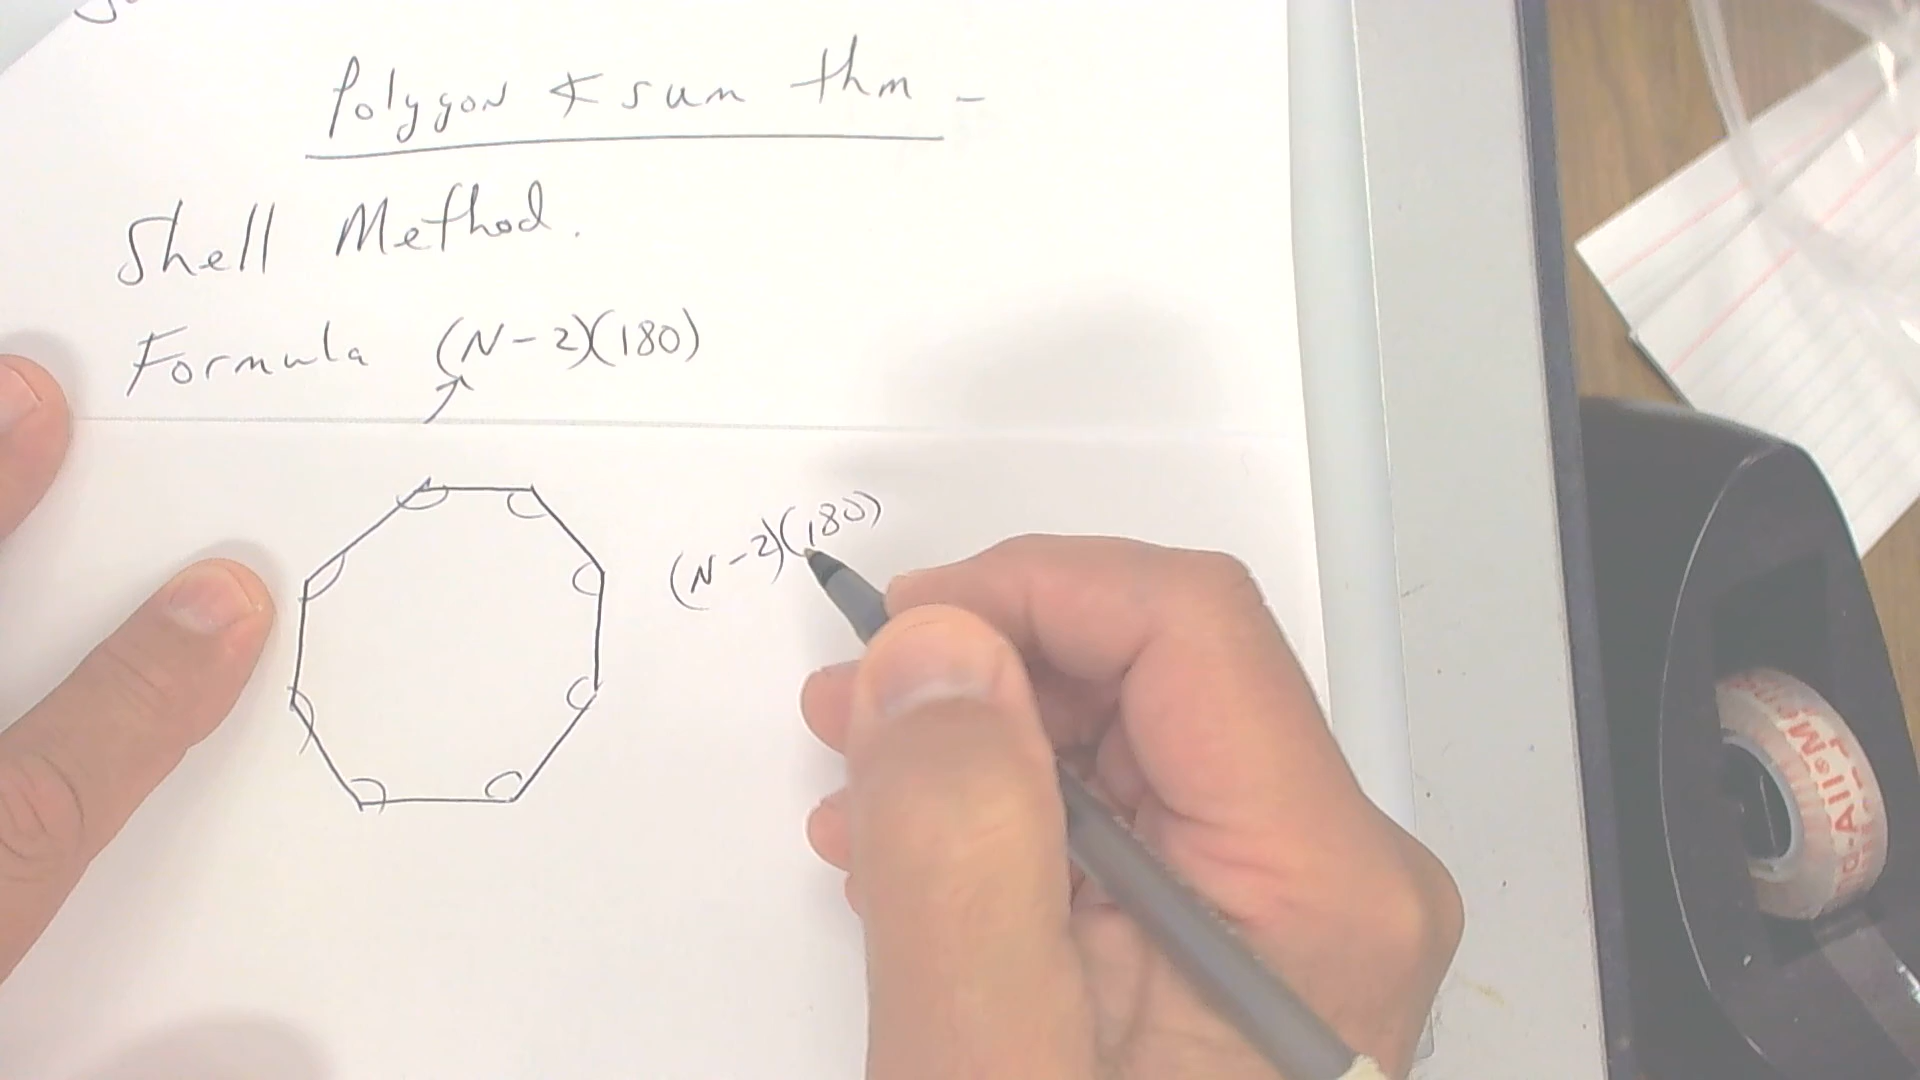 Polygon ∡ sum thm -
Shell Method.
Formula (N-2)(180)
(N-2)(180)